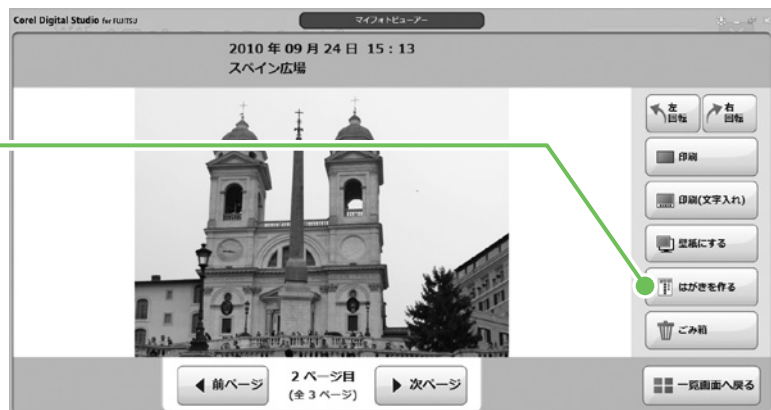 Corel Digital Studio for FUJITSU
マイフォトビューアー
2010 年 09 月 24 日 15：13
スペイン広場
左
回転
右
回転
印刷
印刷(文字入れ)
壁紙にする
はがきを作る
ごみ箱
前ページ
2 ページ目
(全 3 ページ)
次ページ
一覧画面へ戻る